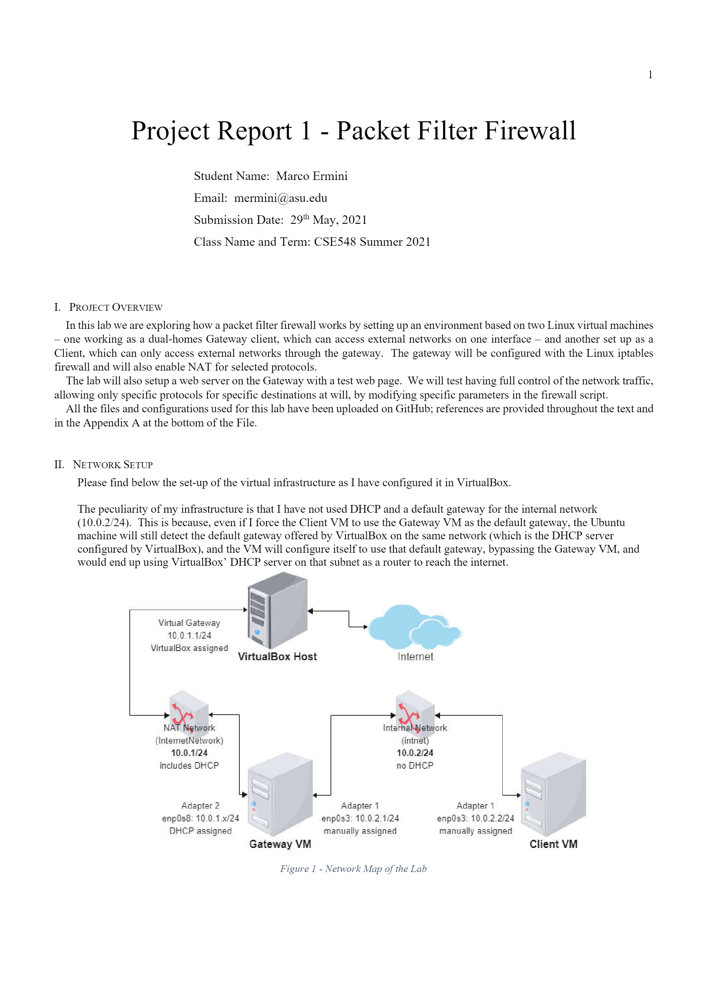 1
Project Report 1 - Packet Filter Firewall
Student Name:  Marco Ermini
Email:  mermini@asu.edu
Submission Date:  29th May, 2021
Class Name and Term: CSE548 Summer 2021
I. PROJECT OVERVIEW
In this lab we are exploring how a packet filter firewall works by setting up an environment based on two Linux virtual machines
– one working as a dual-homes Gateway client, which can access external networks on one interface – and another set up as a
Client, which can only access external networks through the gateway.  The gateway will be configured with the Linux iptables
firewall and will also enable NAT for selected protocols.
The lab will also setup a web server on the Gateway with a test web page.  We will test having full control of the network traffic,
allowing only specific protocols for specific destinations at will, by modifying specific parameters in the firewall script.
All the files and configurations used for this lab have been uploaded on GitHub; references are provided throughout the text and
in the Appendix A at the bottom of the File.
II. NETWORK SETUP
Please find below the set-up of the virtual infrastructure as I have configured it in VirtualBox.
The peculiarity of my infrastructure is that I have not used DHCP and a default gateway for the internal network
(10.0.2/24).  This is because, even if I force the Client VM to use the Gateway VM as the default gateway, the Ubuntu
machine will still detect the default gateway offered by VirtualBox on the same network (which is the DHCP server
configured by VirtualBox), and the VM will configure itself to use that default gateway, bypassing the Gateway VM, and
would end up using VirtualBox’ DHCP server on that subnet as a router to reach the internet.
Virtual Gateway
10.0.1.1/24
VirtualBox assigned
VirtualBox Host
Internet
NAT Network
(InternetNetwork)
10.0.1/24
includes DHCP
Internal Network
(intnet)
10.0.2/24
no DHCP
Adapter 2
enp0s8: 10.0.1.x/24
DHCP assigned
Gateway VM
Adapter 1
enp0s3: 10.0.2.1/24
manually assigned
Adapter 1
enp0s3: 10.0.2.2/24
manually assigned
Client VM
Figure 1 - Network Map of the Lab